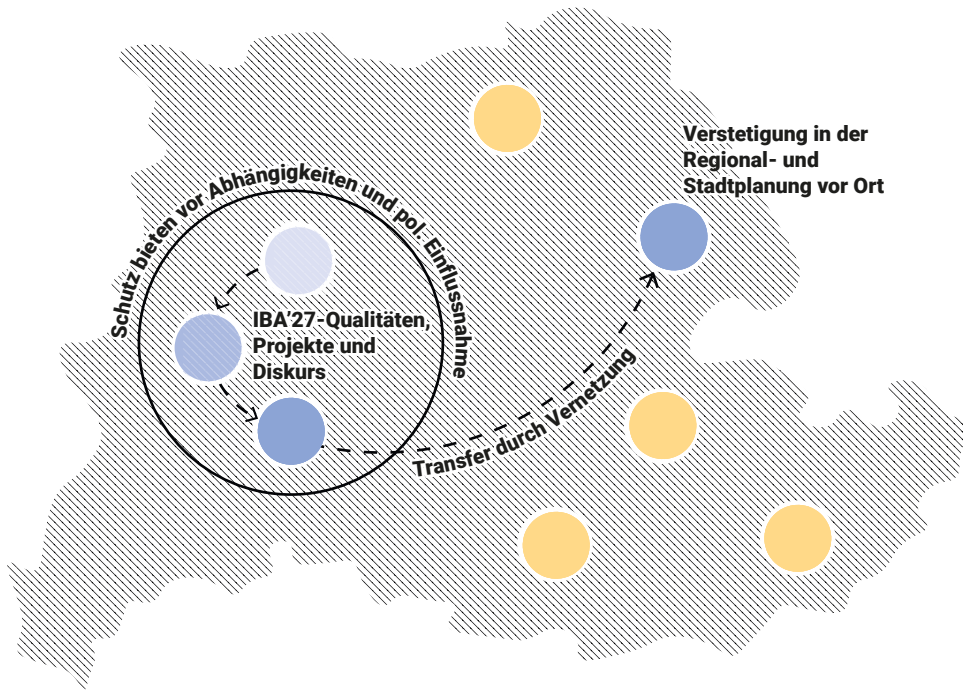 Verstetigung in der
Regional- und
Stadtplanung vor Ort
Schutz bieten vor Abhängigkeiten und pol. Einflussnahme
IBA'27-Qualitäten,
Projekte und
Diskurs
Transfer durch Vernetzung